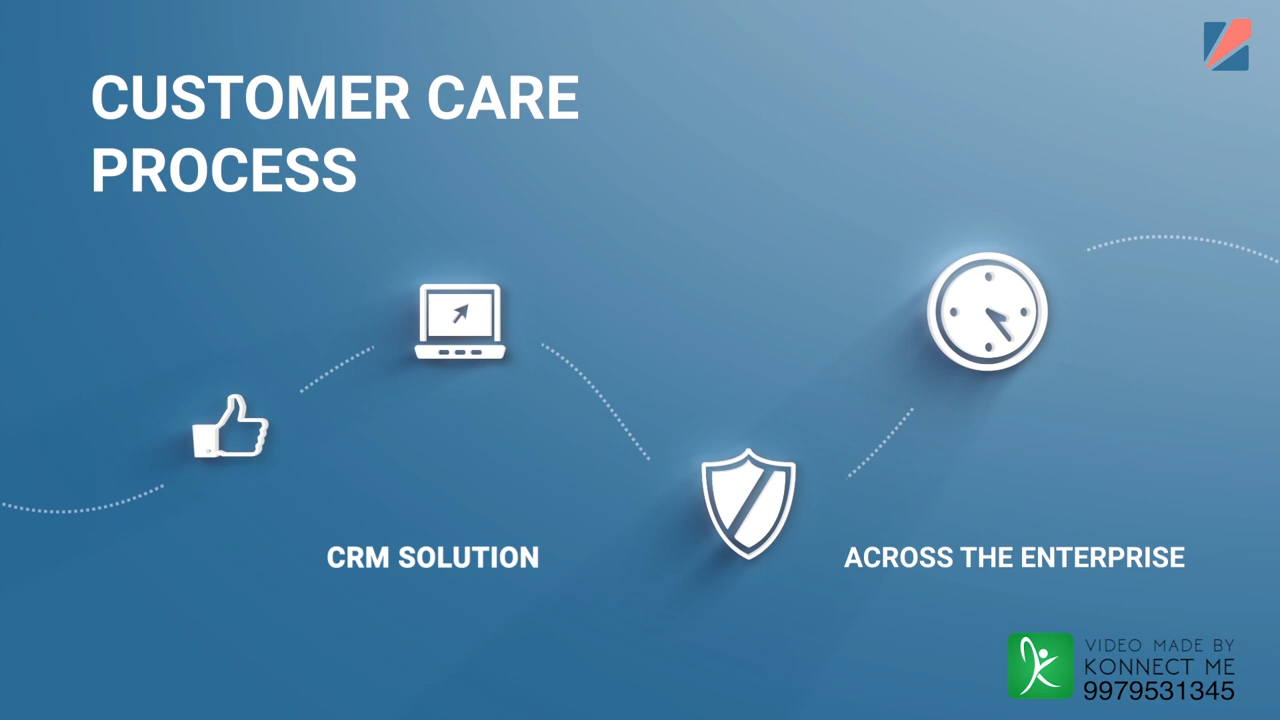 CUSTOMER CARE
PROCESS
CRM SOLUTION
ACROSS THE ENTERPRISE
VIDEO MADE BY
KONNECT ME
9979531345